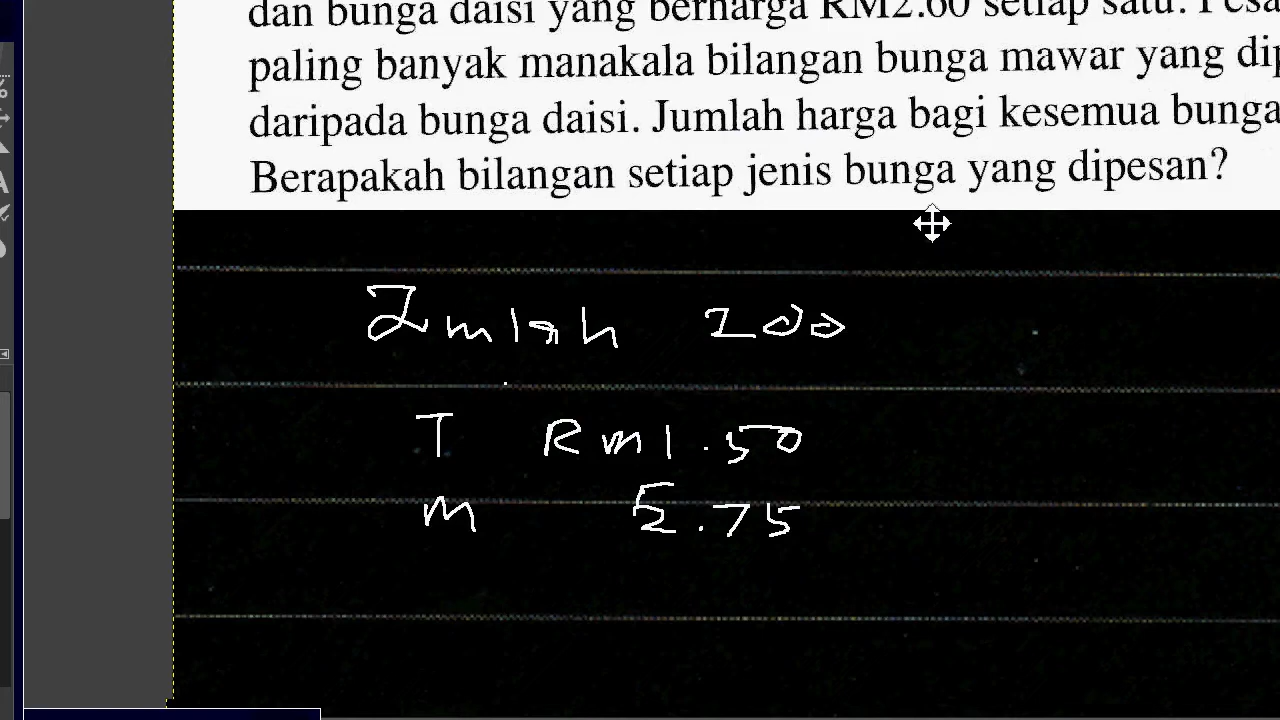 dan bunga daisi yang berharga RM2.60 setiap satu.
paling banyak manakala bilangan bunga mawar yang
daripada bunga daisi. Jumlah harga bagi kesemua bunga
Berapakah bilangan setiap jenis bunga yang dipesan?
Jumlah 200
T Rm1.50
m 5.75